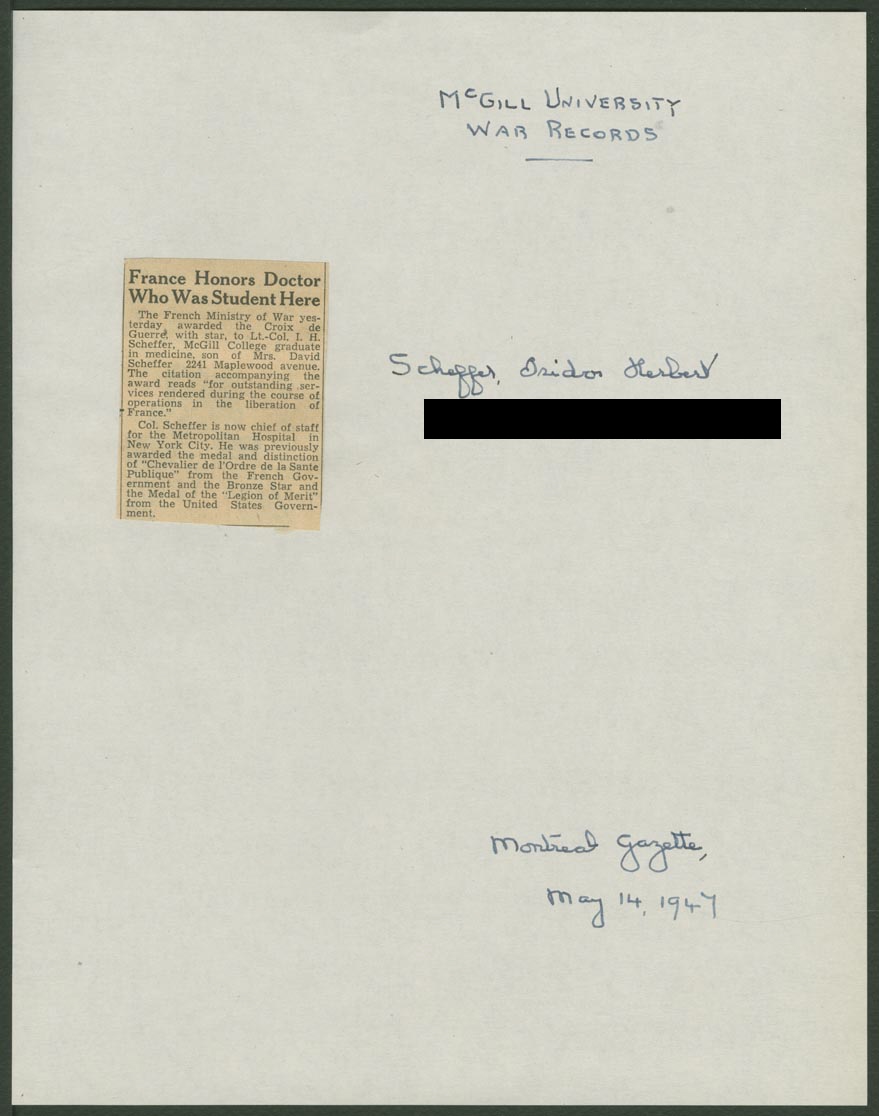 McGILL UNIVERSITY
WAR RECORDS
France Honors Doctor
Who Was Student Here
The French Ministry of War yes-
terday awarded the Croix de
Guerre, with star, to Lt.-Col. I. H.
Scheffer, McGill College graduate
in medicine, son of Mrs. David
Scheffer 2241 Maplewood avenue.
The citation accompanying the
award reads "for outstanding ser-
vices rendered during the course of
operations in the liberation of
France."
Col. Scheffer is now chief of staff
for the Metropolitan Hospital in
New York City. He was previously
awarded the medal and distinction
of "Chevalier de l'Ordre de la Sante
Publique" from the French Gov-
ernment and the Bronze Star and
the Medal of the "Legion of Merit"
from the United States Govern-
ment.
Scheffer, Isidor Herbert
Montreal Gazette,
May 14, 1947